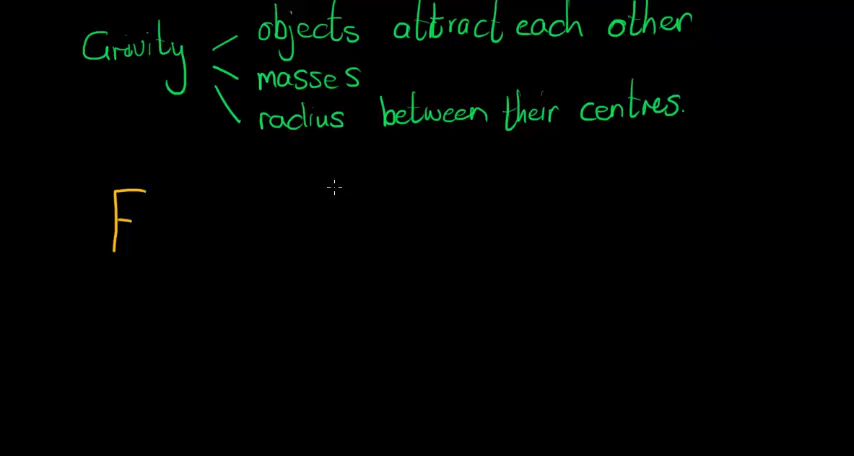 Gravity
objects attract each other
masses
radius between their centres.
F